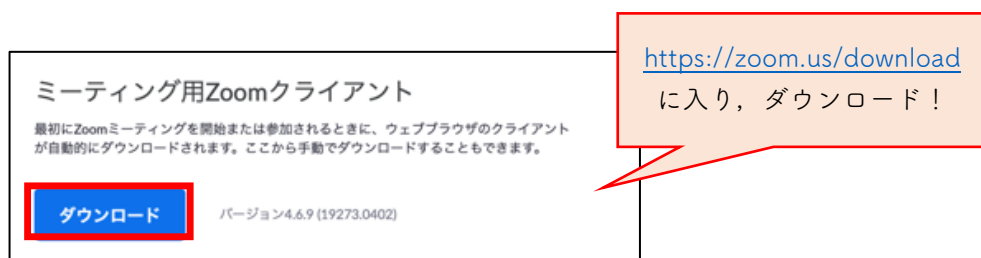 https://zoom.us/download
に入り，ダウンロード！
ミーティング用Zoomクライアント
最初にZoomミーティングを開始または参加されるときに、ウェブブラウザのクライアント
が自動的にダウンロードされます。ここから手動でダウンロードすることもできます。
ダウンロード バージョン4.6.9 (19273.0402)